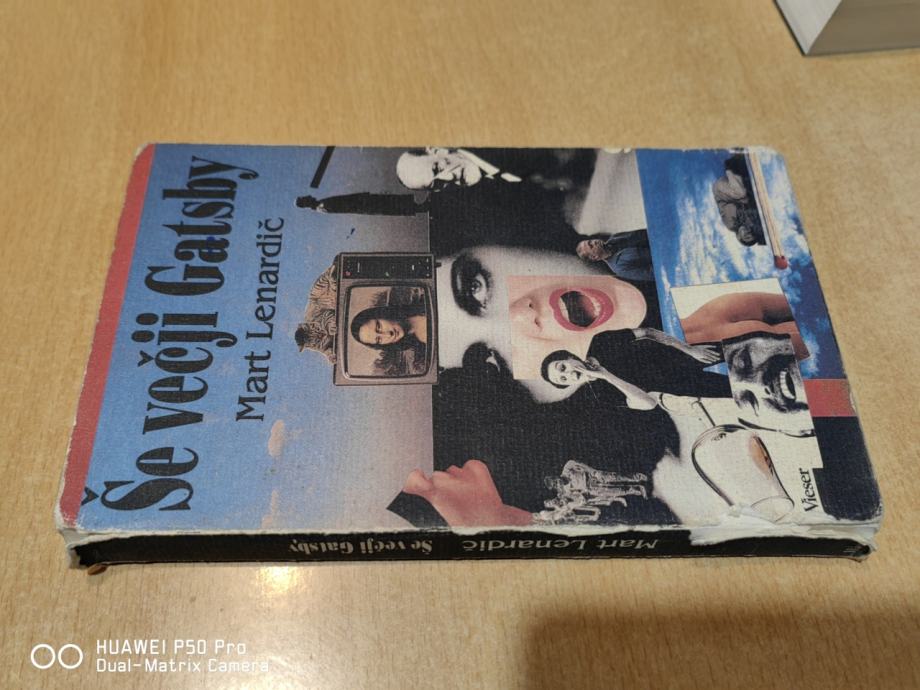 Še večji Gatsby
Mart Lenardič
Vieser
Mart Lenardič
Še večji Gatsby
HUAWEI P50 Pro
Dual-Matrix Camera